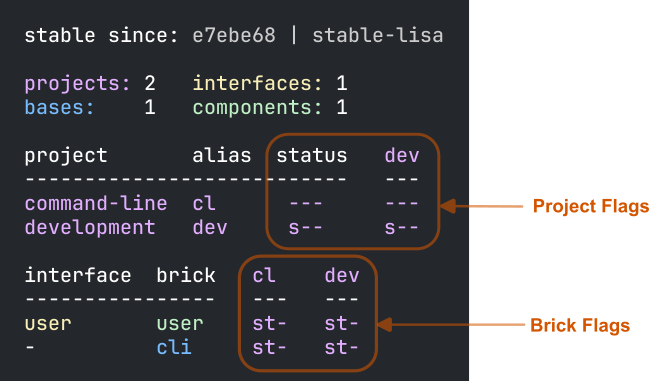 stable since: e7ebe68 | stable-lisa
projects: 2   interfaces: 1
bases:    1   components: 1
project       alias  status   dev
---------------------------   ---
command-line  cl      ---     ---
development   dev     s--     s--
Project Flags
interface  brick   cl    dev
----------------   ---   ---
user       user    st-   st-
-          cli     st-   st-
Brick Flags